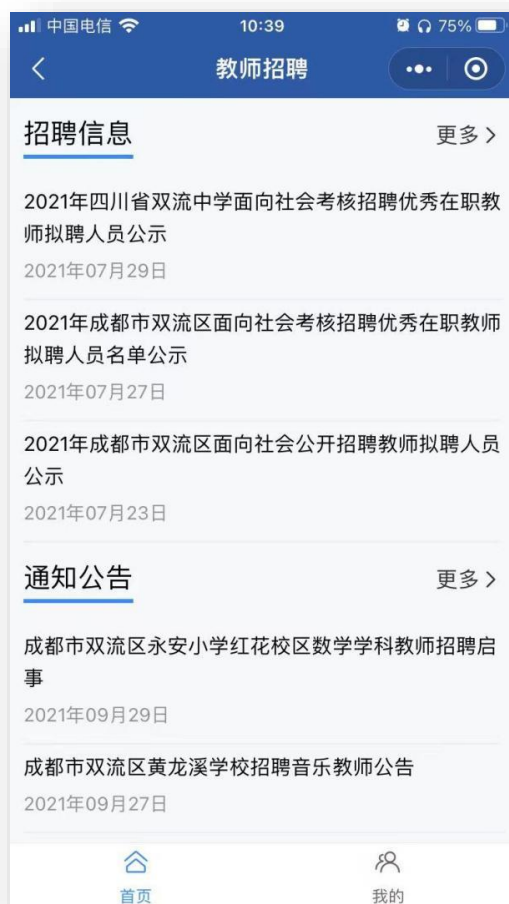 中国电信 10:39 75%
教师招聘
招聘信息 更多
2021年四川省双流中学面向社会考核招聘优秀在职教
师拟聘人员公示
2021年07月29日
2021年成都市双流区面向社会考核招聘优秀在职教师
拟聘人员名单公示
2021年07月27日
2021年成都市双流区面向社会公开招聘教师拟聘人员
公示
2021年07月23日
通知公告 更多
成都市双流区永安小学红花校区数学学科教师招聘启
事
2021年09月29日
成都市双流区黄龙溪学校招聘音乐教师公告
2021年09月27日
首页 我的